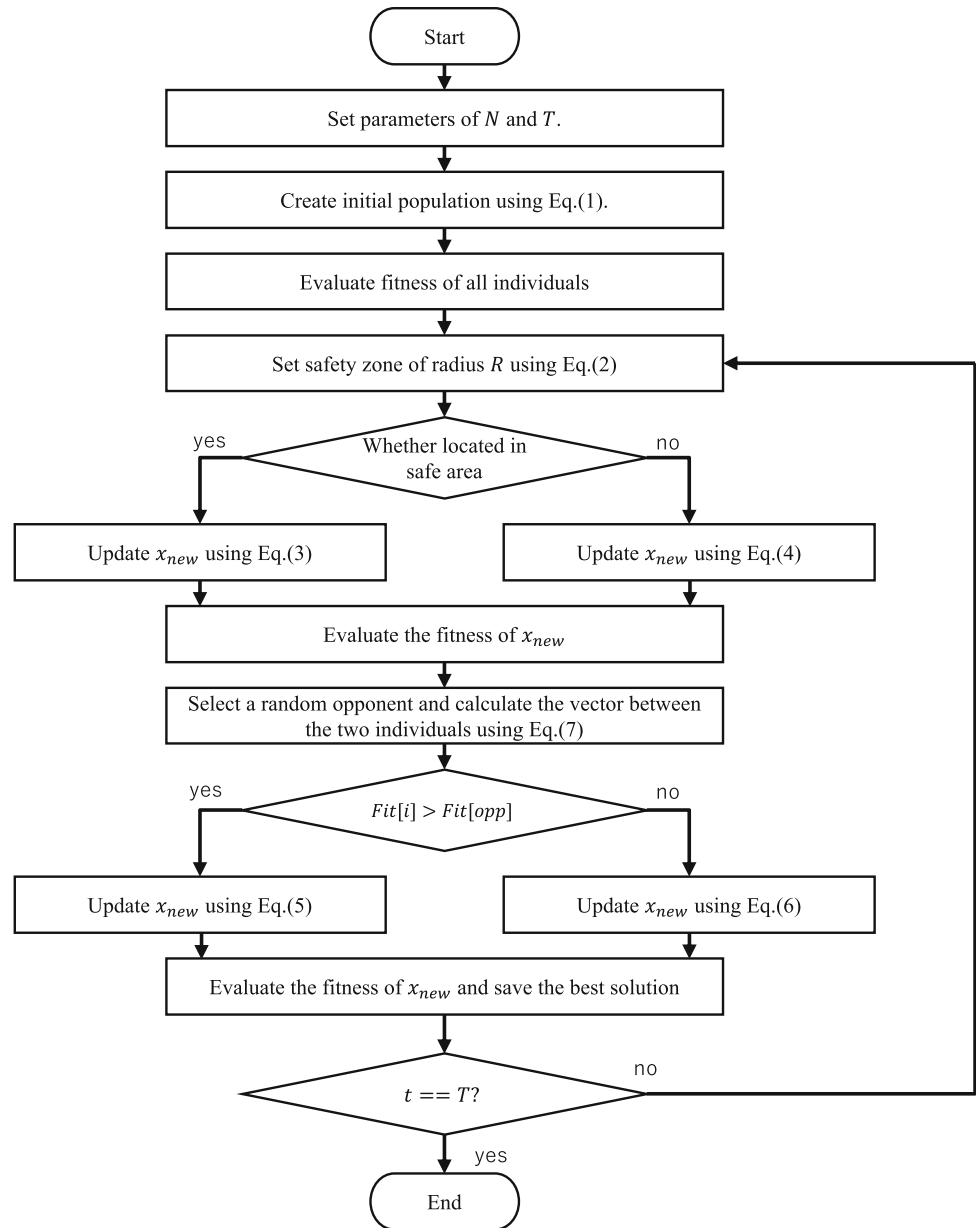 Start
Set parameters of N and T.
Create initial population using Eq.(1).
Evaluate fitness of all individuals
Set safety zone of radius R using Eq.(2)
yes
Whether located in
safe area
no
Update x_new using Eq.(3)
Update x_new using Eq.(4)
Evaluate the fitness of x_new
Select a random opponent and calculate the vector between
the two individuals using Eq.(7)
yes
Fit[i] > Fit[opp]
no
Update x_new using Eq.(5)
Update x_new using Eq.(6)
Evaluate the fitness of x_new and save the best solution
no
t == T?
yes
End